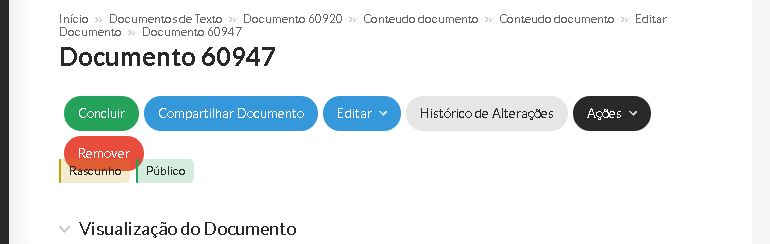 Início » Documentos de Texto » Documento 60920 » Conteudo documento » Conteudo documento » Editar
Documento » Documento 60947
Documento 60947
Concluir Compartilhar Documento Editar Histórico de Alterações Ações
Remover
Rascunho Público
Visualização do Documento